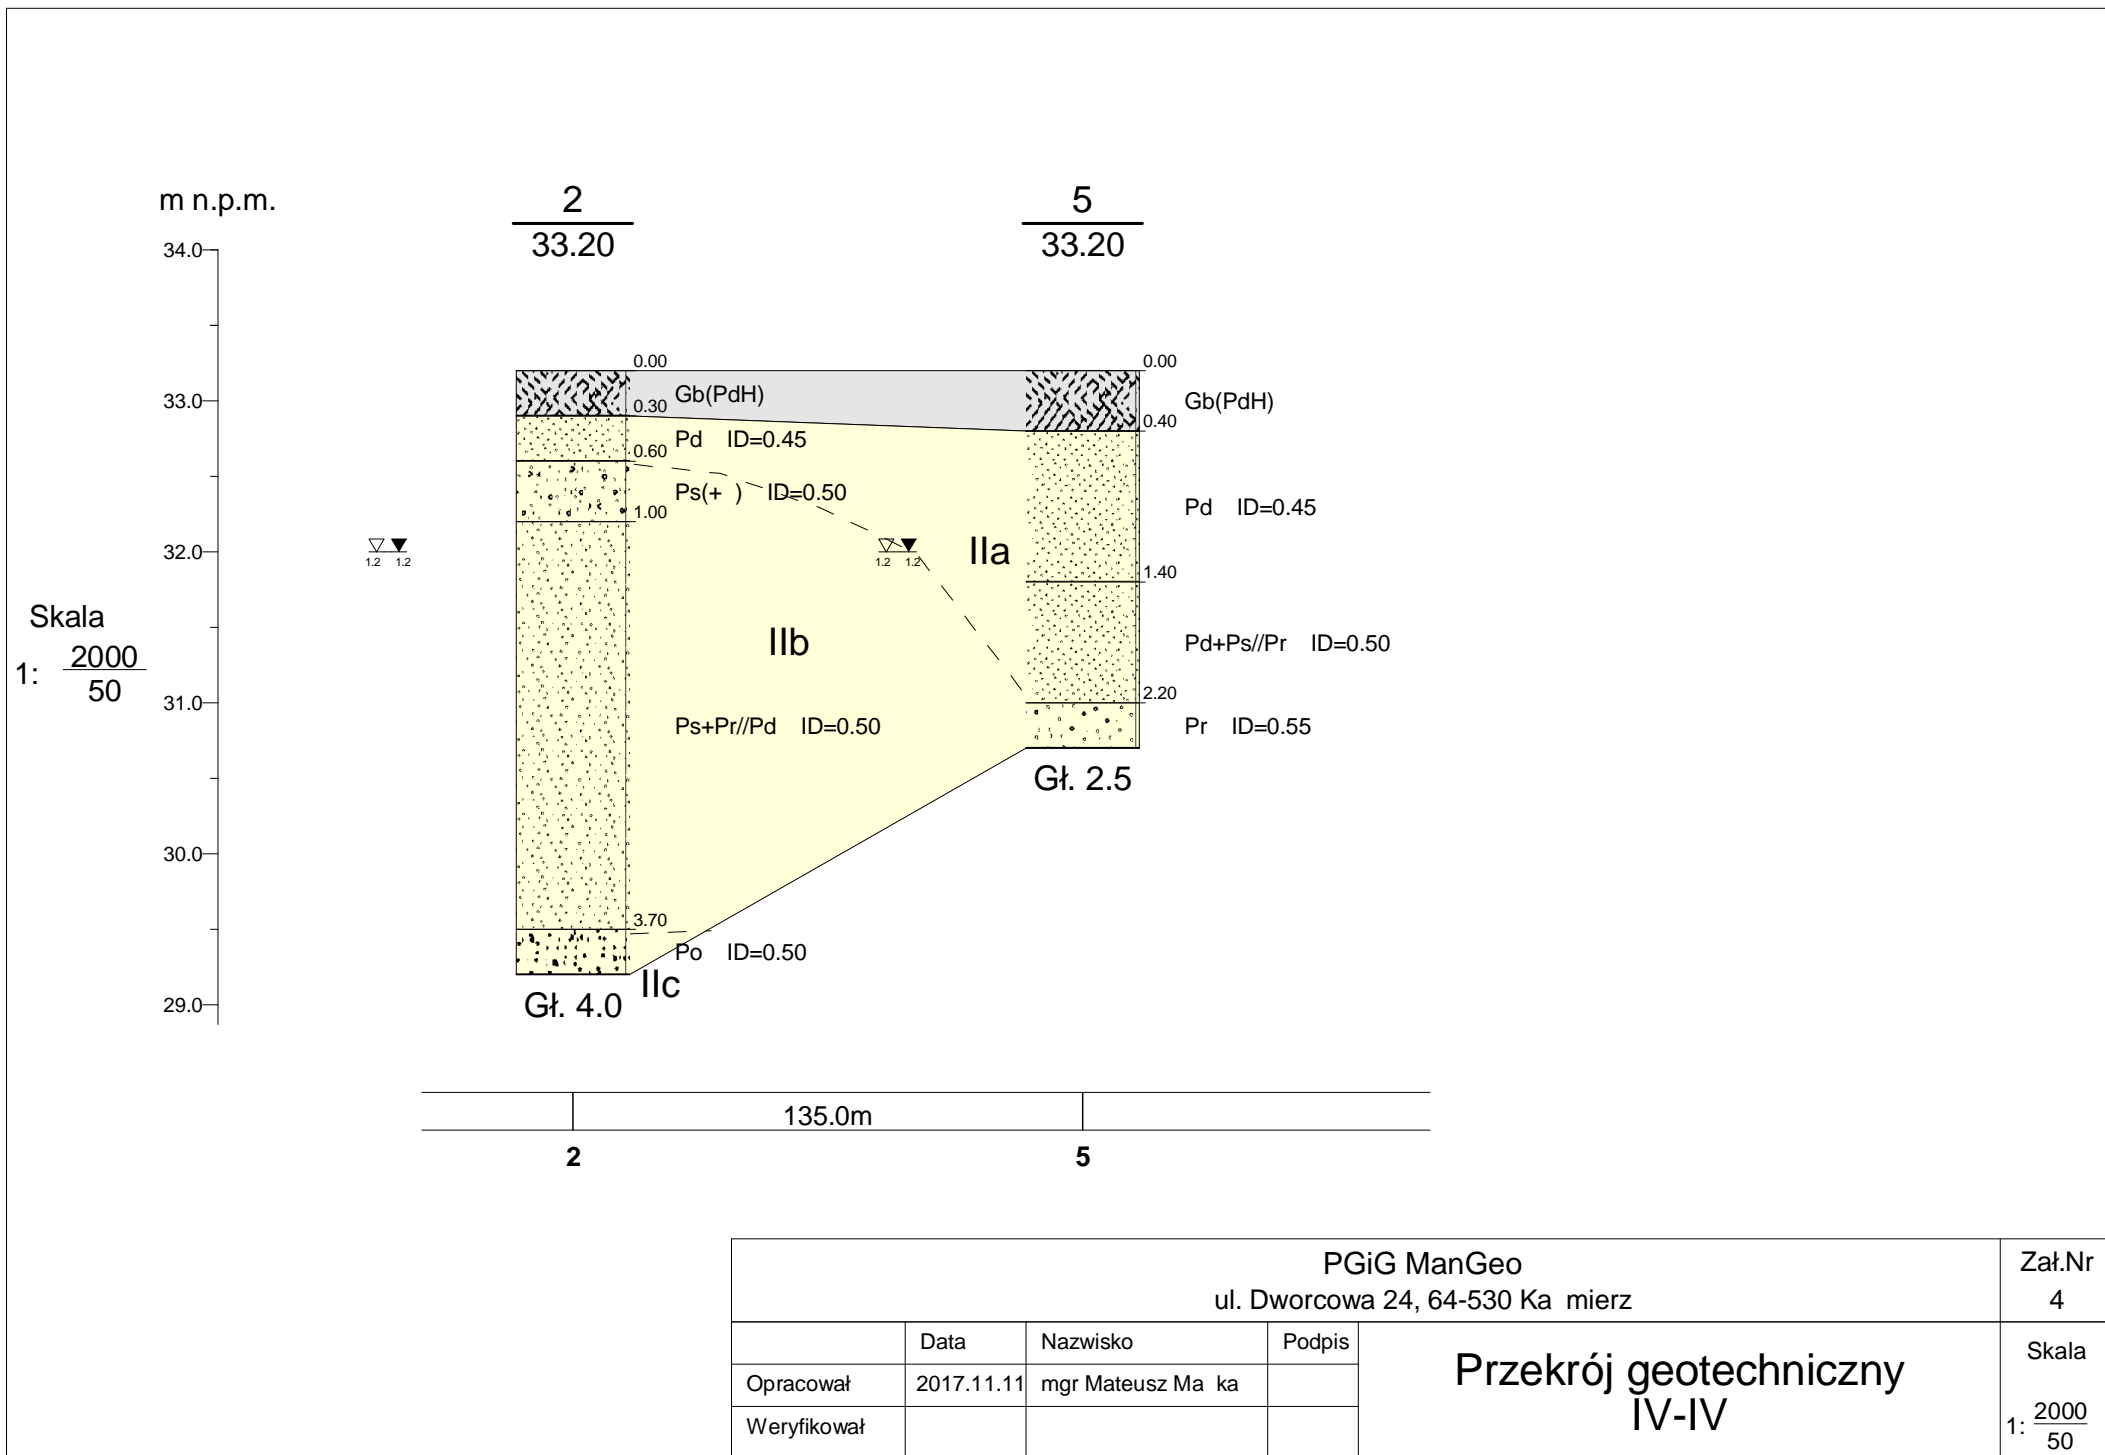 m n.p.m.
2
33.20
5
33.20
34.0
33.0
32.0
31.0
30.0
29.0
Skala
1: 2000
50
0.00
0.30
0.60
1.00
3.70
Gb(PdH)
Pd ID=0.45
Ps(+ ) ID=0.50
Ps+Pr//Pd ID=0.50
Po ID=0.50
1.2 1.2
1.2 1.2
IIa
IIb
IIc
Gł. 4.0
0.00
0.40
1.40
2.20
Gb(PdH)
Pd ID=0.45
Pd+Ps//Pr ID=0.50
Pr ID=0.55
Gł. 2.5
135.0m
2
5
PGiG ManGeo
ul. Dworcowa 24, 64-530 Ka mierz
Zał.Nr
4
Data Nazwisko Podpis
Opracował 2017.11.11 mgr Mateusz Ma ka
Weryfikował
Przekrój geotechniczny
IV-IV
Skala
1: 2000
50